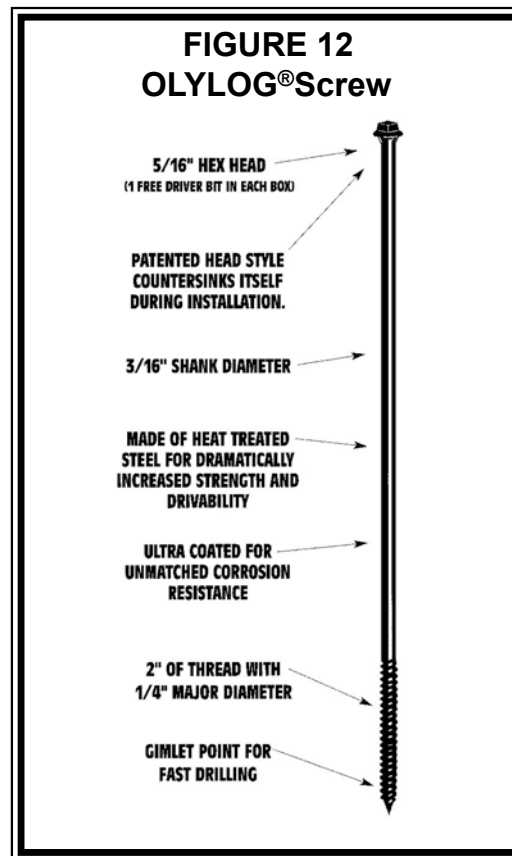 FIGURE 12
OLYLOG®Screw
5/16" HEX HEAD
(1 FREE DRIVER BIT IN EACH BOX)
PATENTED HEAD STYLE
COUNTERSINKS ITSELF
DURING INSTALLATION.
3/16" SHANK DIAMETER
MADE OF HEAT TREATED
STEEL FOR DRAMATICALLY
INCREASED STRENGTH AND
DRIVABILITY
ULTRA COATED FOR
UNMATCHED CORROSION
RESISTANCE
2" OF THREAD WITH
1/4" MAJOR DIAMETER
GIMLET POINT FOR
FAST DRILLING